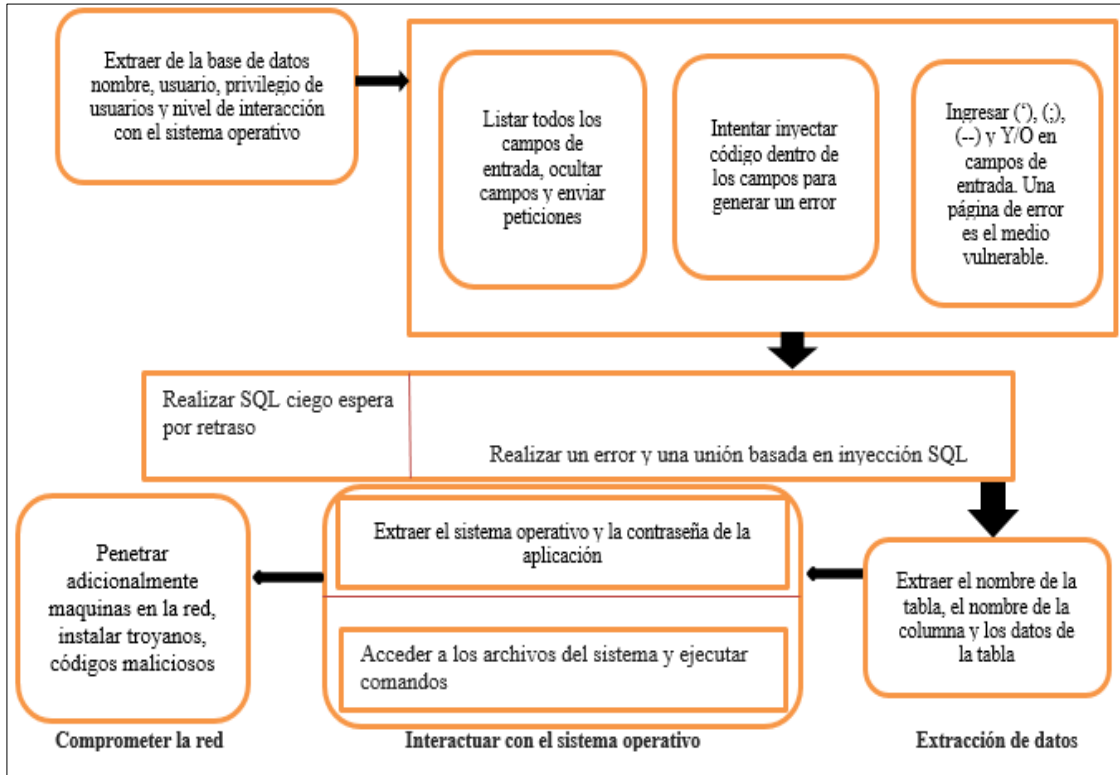 Extraer de la base de datos
nombre, usuario, privilegio de
usuarios y nivel de interacción
con el sistema operativo
Listar todos los
campos de
entrada, ocultar
campos y enviar
peticiones
Intentar inyectar
código dentro de
los campos para
generar un error
Ingresar (‘), (;),
(--) y Y/O en
campos de
entrada. Una
página de error
es el medio
vulnerable.
Realizar SQL ciego espera
por retraso
Realizar un error y una unión basada en inyección SQL
Penetrar
adicionalmente
maquinas en la red,
instalar troyanos,
códigos maliciosos
Extraer el sistema operativo y la contraseña de la
aplicación
Acceder a los archivos del sistema y ejecutar
comandos
Extraer el nombre de la
tabla, el nombre de la
columna y los datos de
la tabla
Comprometer la red
Interactuar con el sistema operativo
Extracción de datos